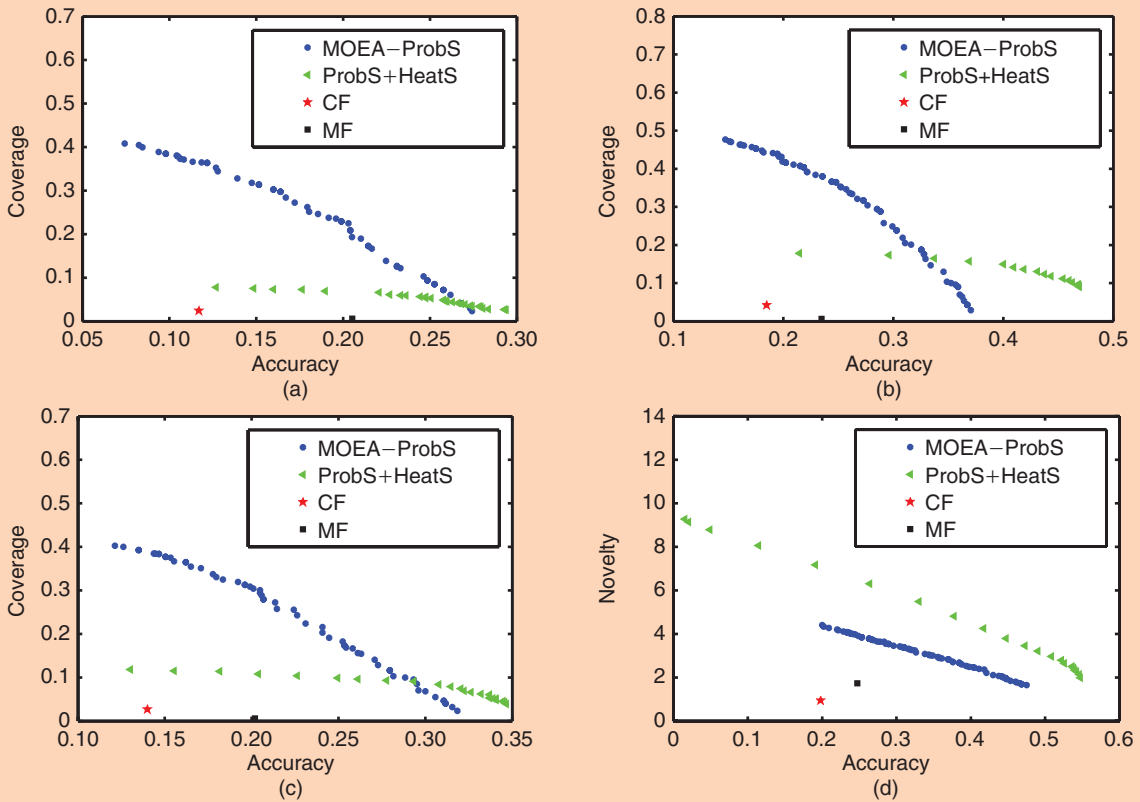 0.7
0.6
0.5
0.4
0.3
0.2
0.1
0
Coverage
MOEA−ProbS
ProbS+HeatS
CF
MF
0.05 0.10 0.15 0.20 0.25 0.30
Accuracy
(a)
0.8
0.7
0.6
0.5
0.4
0.3
0.2
0.1
0
Coverage
MOEA−ProbS
ProbS+HeatS
CF
MF
0.1 0.2 0.3 0.4 0.5
Accuracy
(b)
0.7
0.6
0.5
0.4
0.3
0.2
0.1
0
Coverage
MOEA−ProbS
ProbS+HeatS
CF
MF
0.10 0.15 0.20 0.25 0.30 0.35
Accuracy
(c)
14
12
10
8
6
4
2
0
Novelty
MOEA−ProbS
ProbS+HeatS
CF
MF
0 0.1 0.2 0.3 0.4 0.5 0.6
Accuracy
(d)